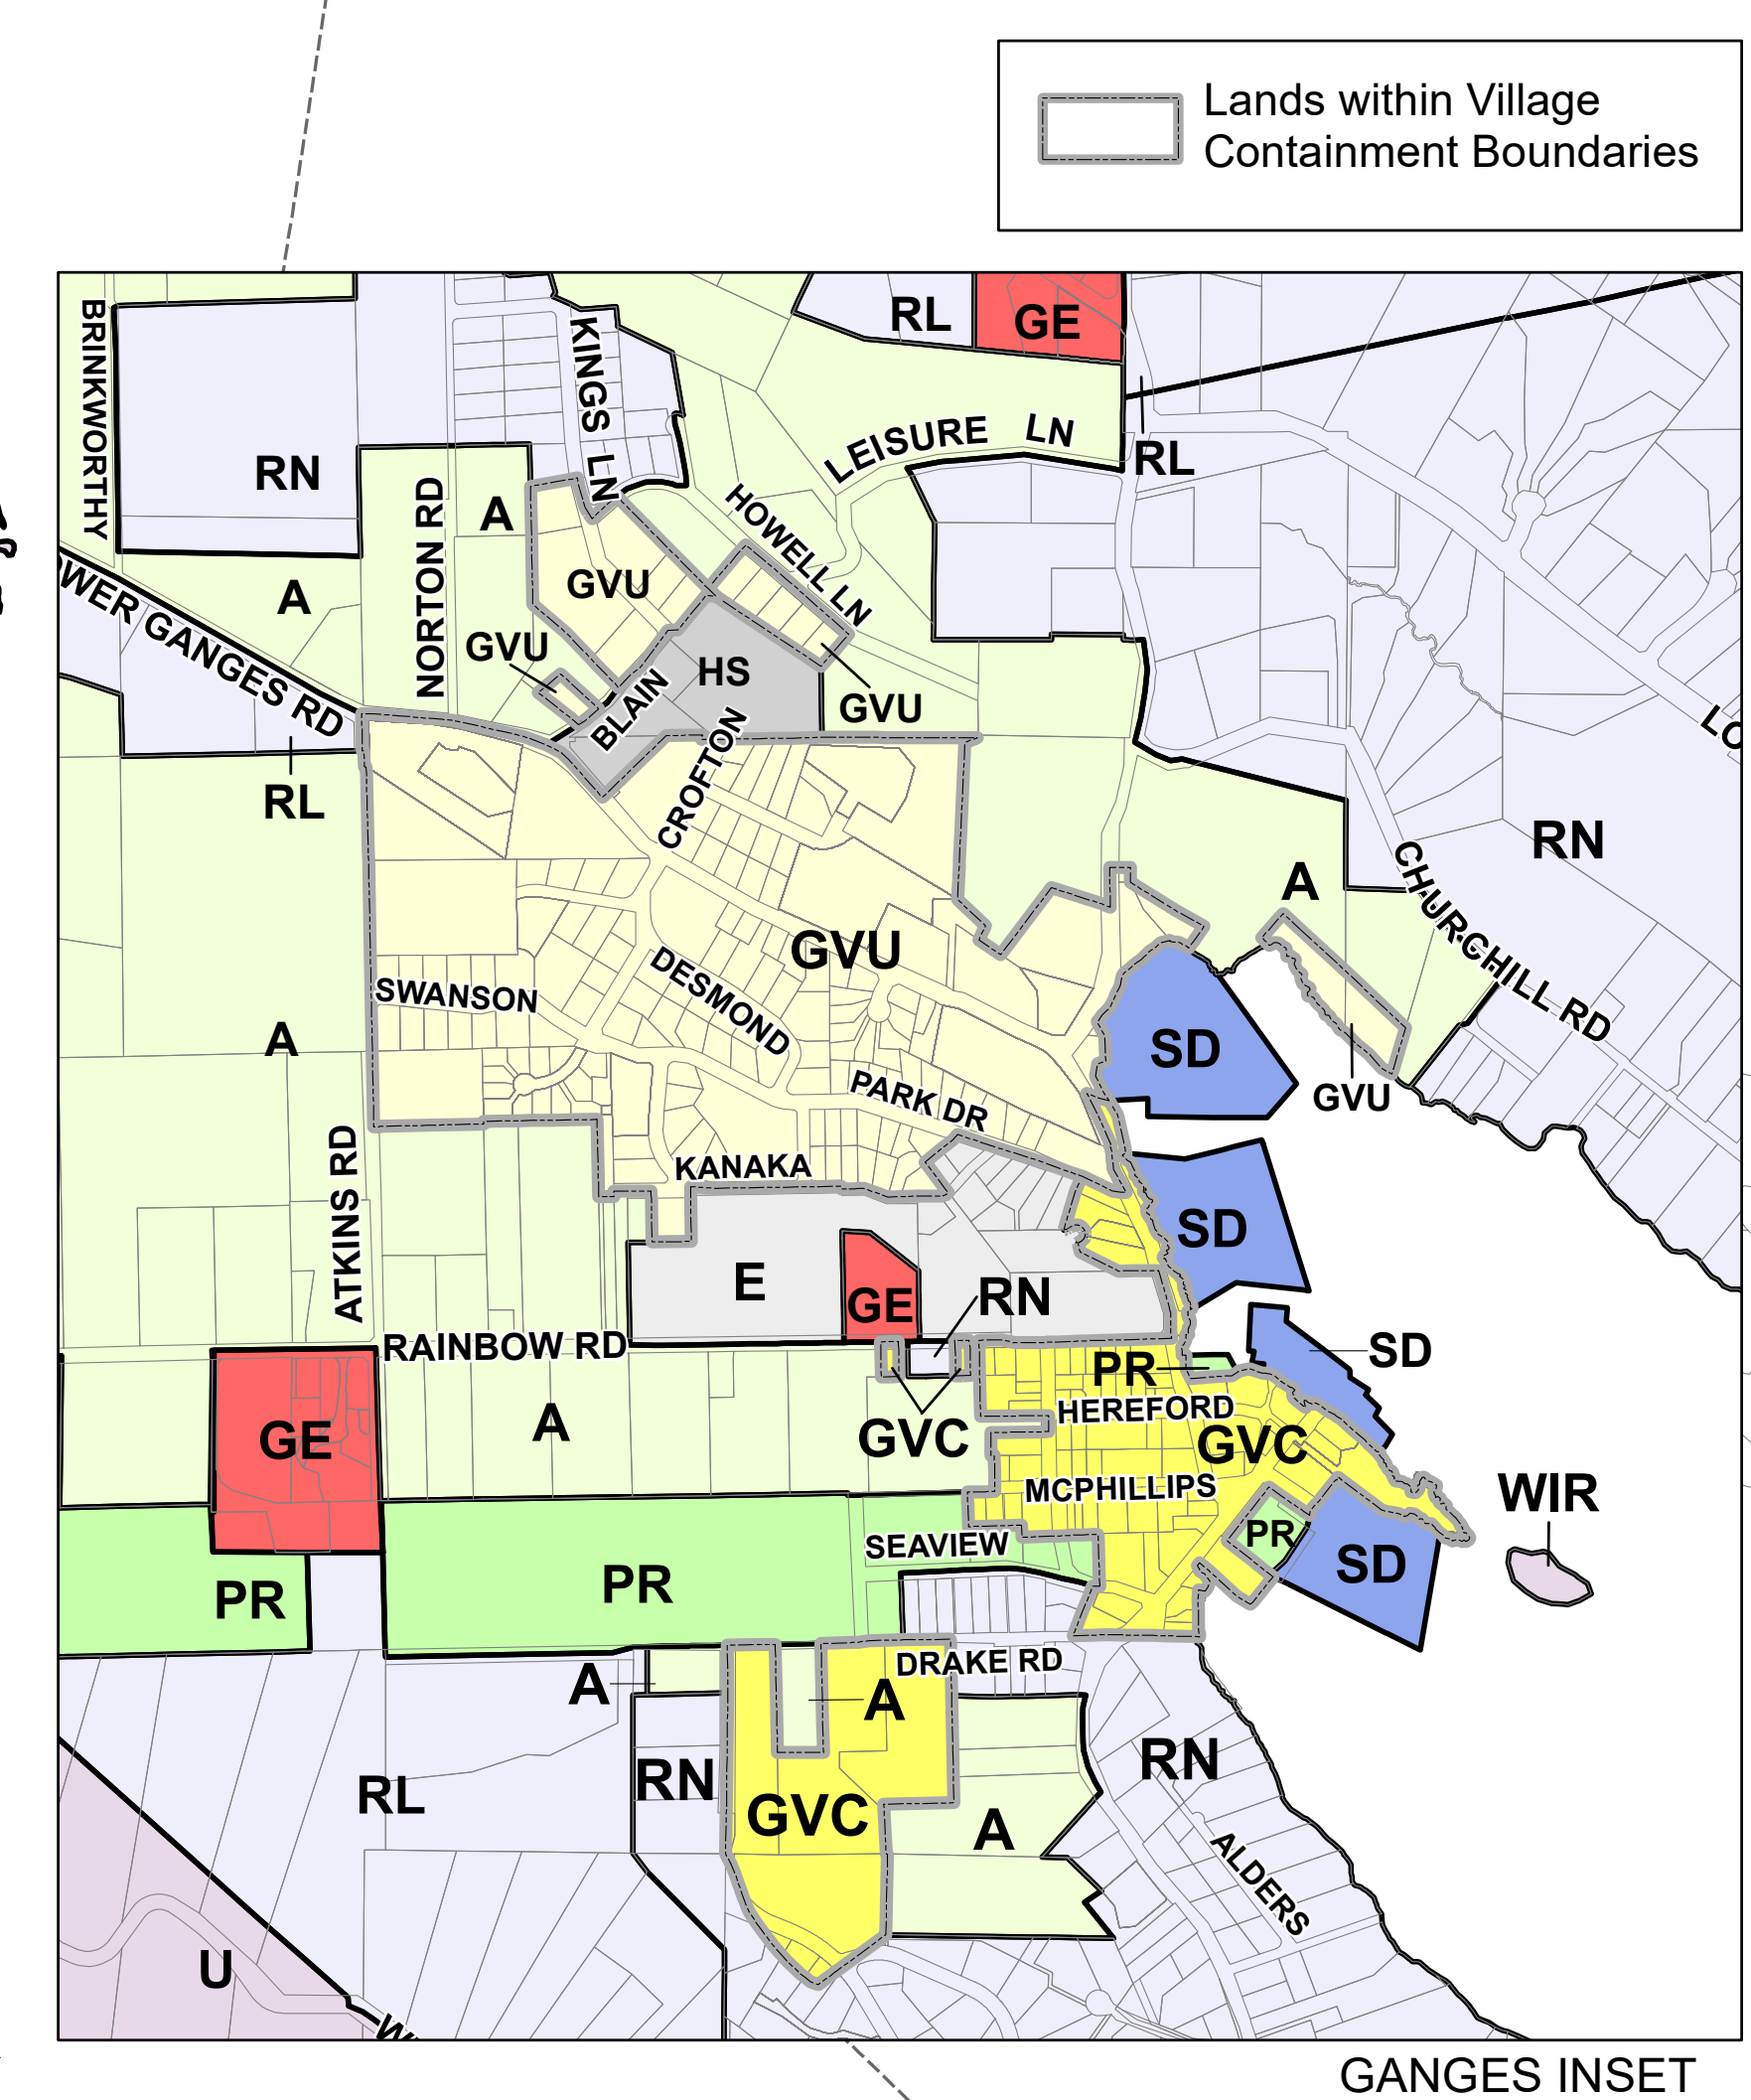 Lands within Village
Containment Boundaries
BRINKWORTHY
KINGS LN
RL
GE
RN
NORTON RD
A
LEISURE LN
RL
HOWELL LN
A
GVU
GVU
HS
GVU
BLAIN
CROFTON
RL
RN
A
CHURCHILL RD
GVU
SWANSON
DESMOND
A
SD
GVU
PARK DR
ATKINS RD
KANAKA
SD
E
GE
RN
RAINBOW RD
PR
SD
HEREFORD
GE
A
GVC
GVC
MCPHILLIPS
WIR
SEAVIEW
PR
SD
PR
PR
DRAKE RD
A
A
RN
RN
RL
GVC
A
ALDERS
U
GANGES INSET